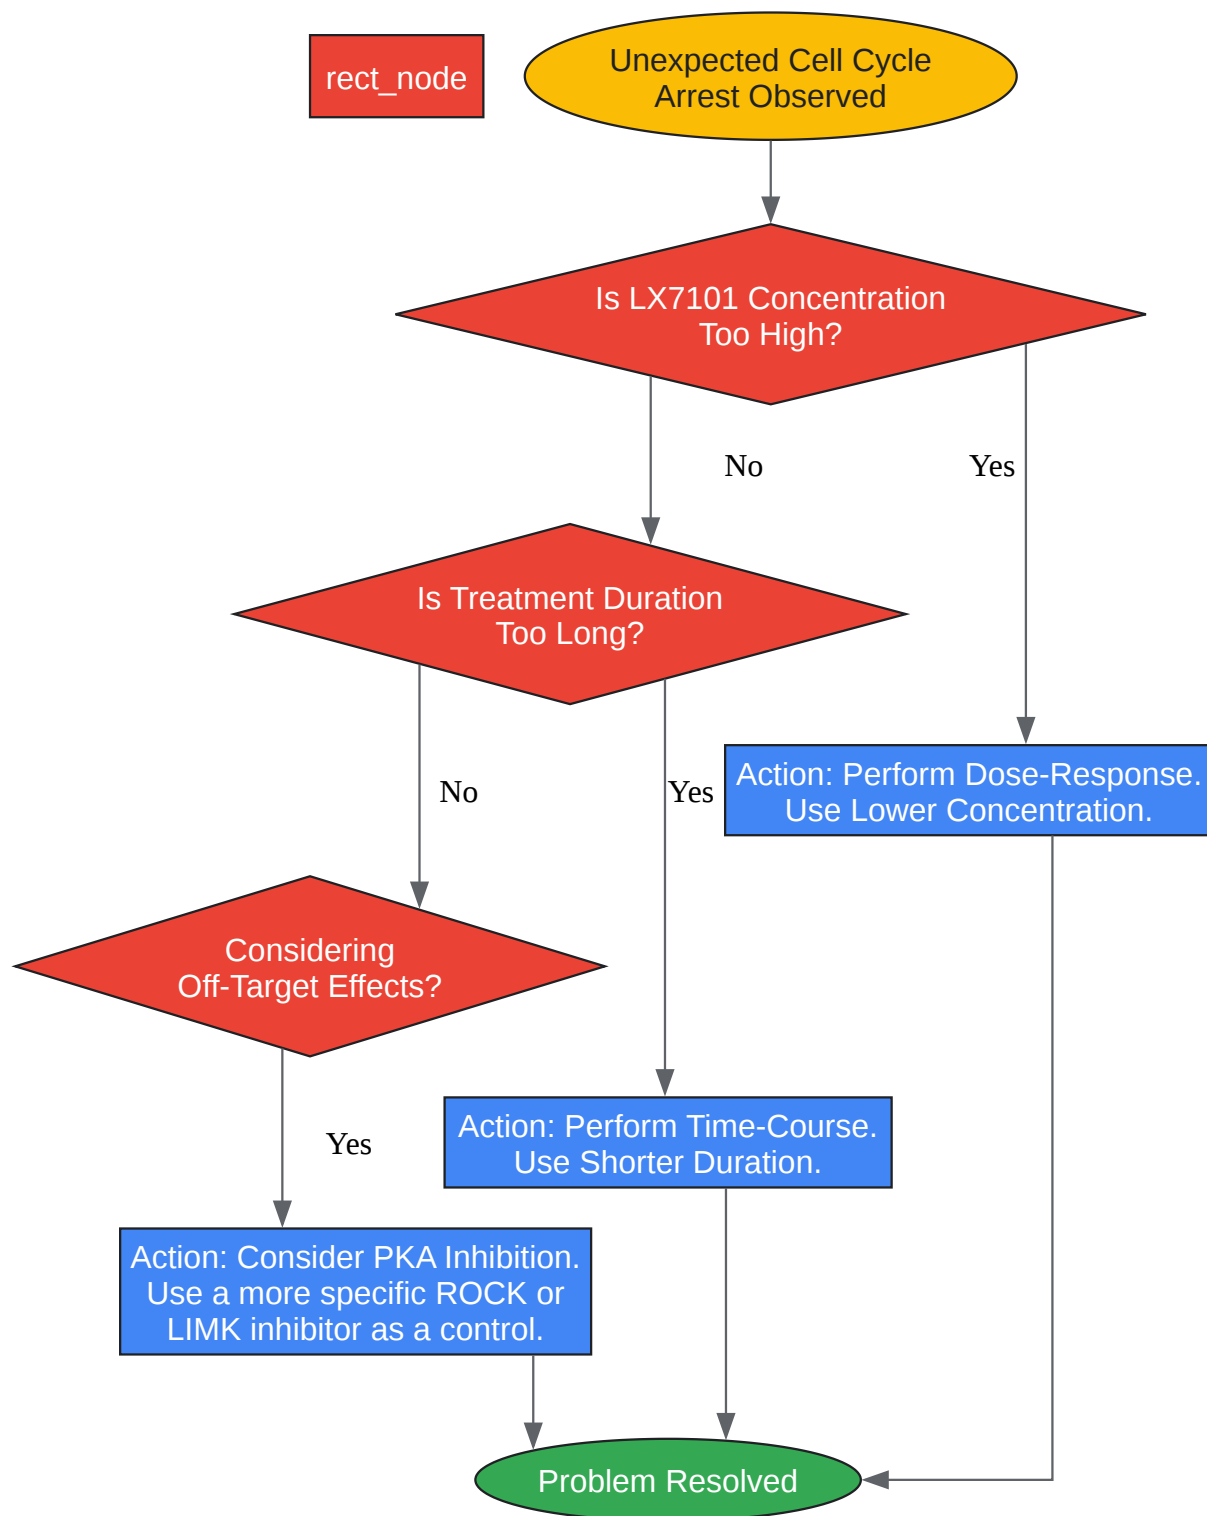 rect_node
Unexpected Cell Cycle
Arrest Observed
Is LX7101 Concentration
Too High?
No
Yes
Is Treatment Duration
Too Long?
No
Yes
Action: Perform Dose-Response.
Use Lower Concentration.
Considering
Off-Target Effects?
Yes
Action: Perform Time-Course.
Use Shorter Duration.
Action: Consider PKA Inhibition.
Use a more specific ROCK or
LIMK inhibitor as a control.
Problem Resolved